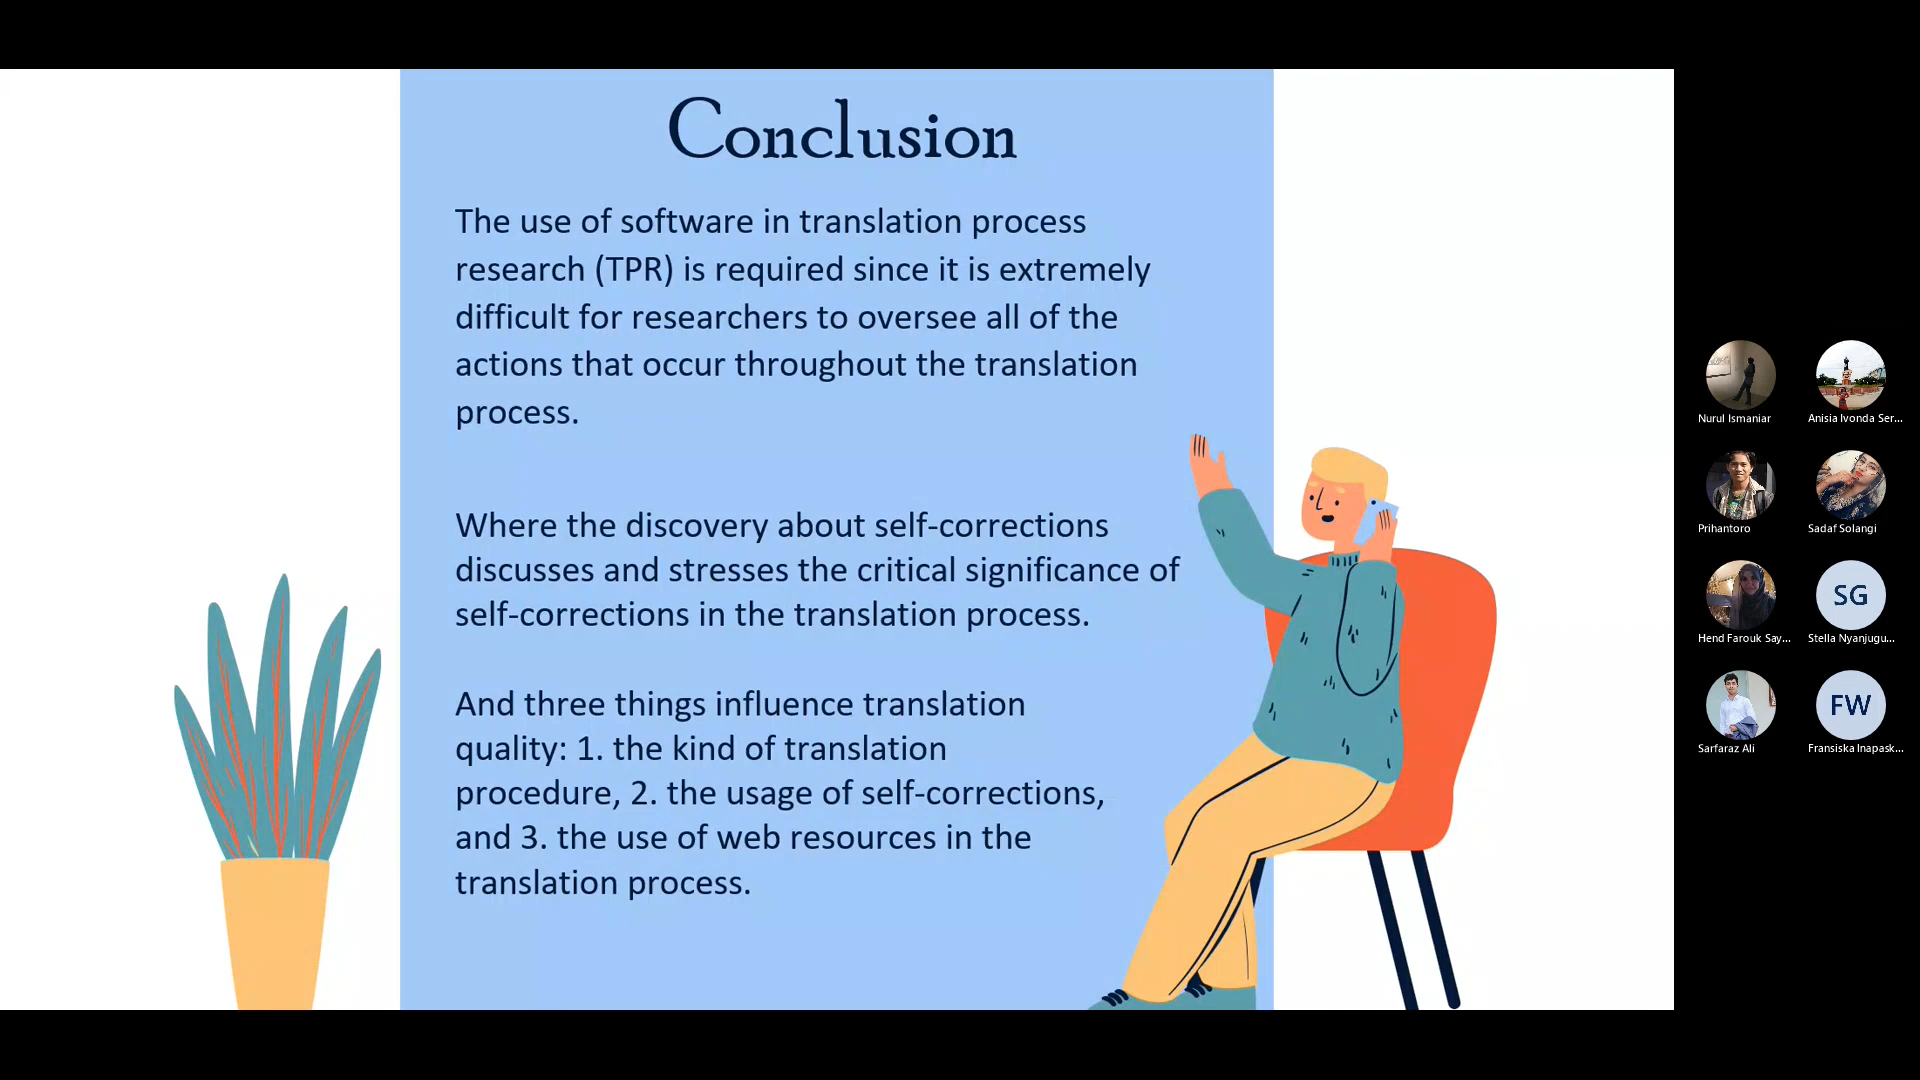 Conclusion
The use of software in translation process
research (TPR) is required since it is extremely
difficult for researchers to oversee all of the
actions that occur throughout the translation
process.
Where the discovery about self-corrections
discusses and stresses the critical significance of
self-corrections in the translation process.
And three things influence translation
quality: 1. the kind of translation
procedure, 2. the usage of self-corrections,
and 3. the use of web resources in the
translation process.
Nurul Ismaniar
Anisia Ivonda Ser...
Prihantoro
Sadaf Solangi
SG
Hend Farouk Say...
Stella Nyanjugu...
FW
Sarfaraz Ali
Fransiska Inapask...